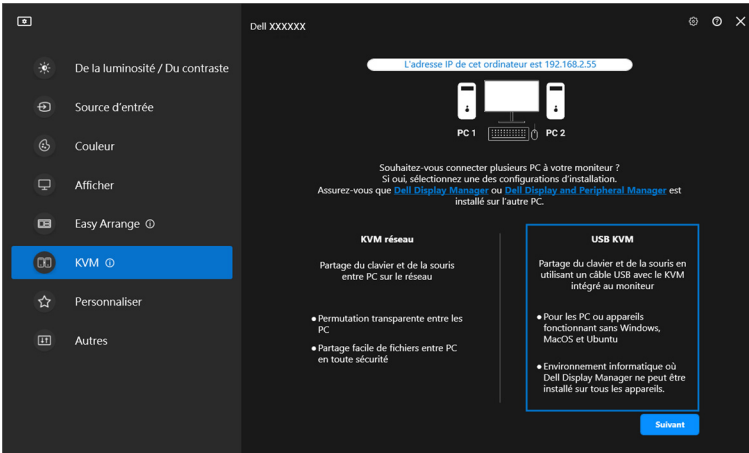 Dell XXXXXX
De la luminosité / Du contraste
Source d'entrée
Couleur
Afficher
Easy Arrange
KVM
Personnaliser
Autres
L'adresse IP de cet ordinateur est 192.168.2.55
PC 1
PC 2
Souhaitez-vous connecter plusieurs PC à votre moniteur ?
Si oui, sélectionnez une des configurations d'installation.
Assurez-vous que Dell Display Manager ou Dell Display and Peripheral Manager est
installé sur l'autre PC.
KVM réseau
Partage du clavier et de la souris
entre PC sur le réseau
● Permutation transparente entre les
PC
● Partage facile de fichiers entre PC
en toute sécurité
USB KVM
Partage du clavier et de la souris en
utilisant un câble USB avec le KVM
intégré au moniteur
● Pour les PC ou appareils
fonctionnant sans Windows,
MacOS et Ubuntu
● Environnement informatique où
Dell Display Manager ne peut être
installé sur tous les appareils.
Suivant